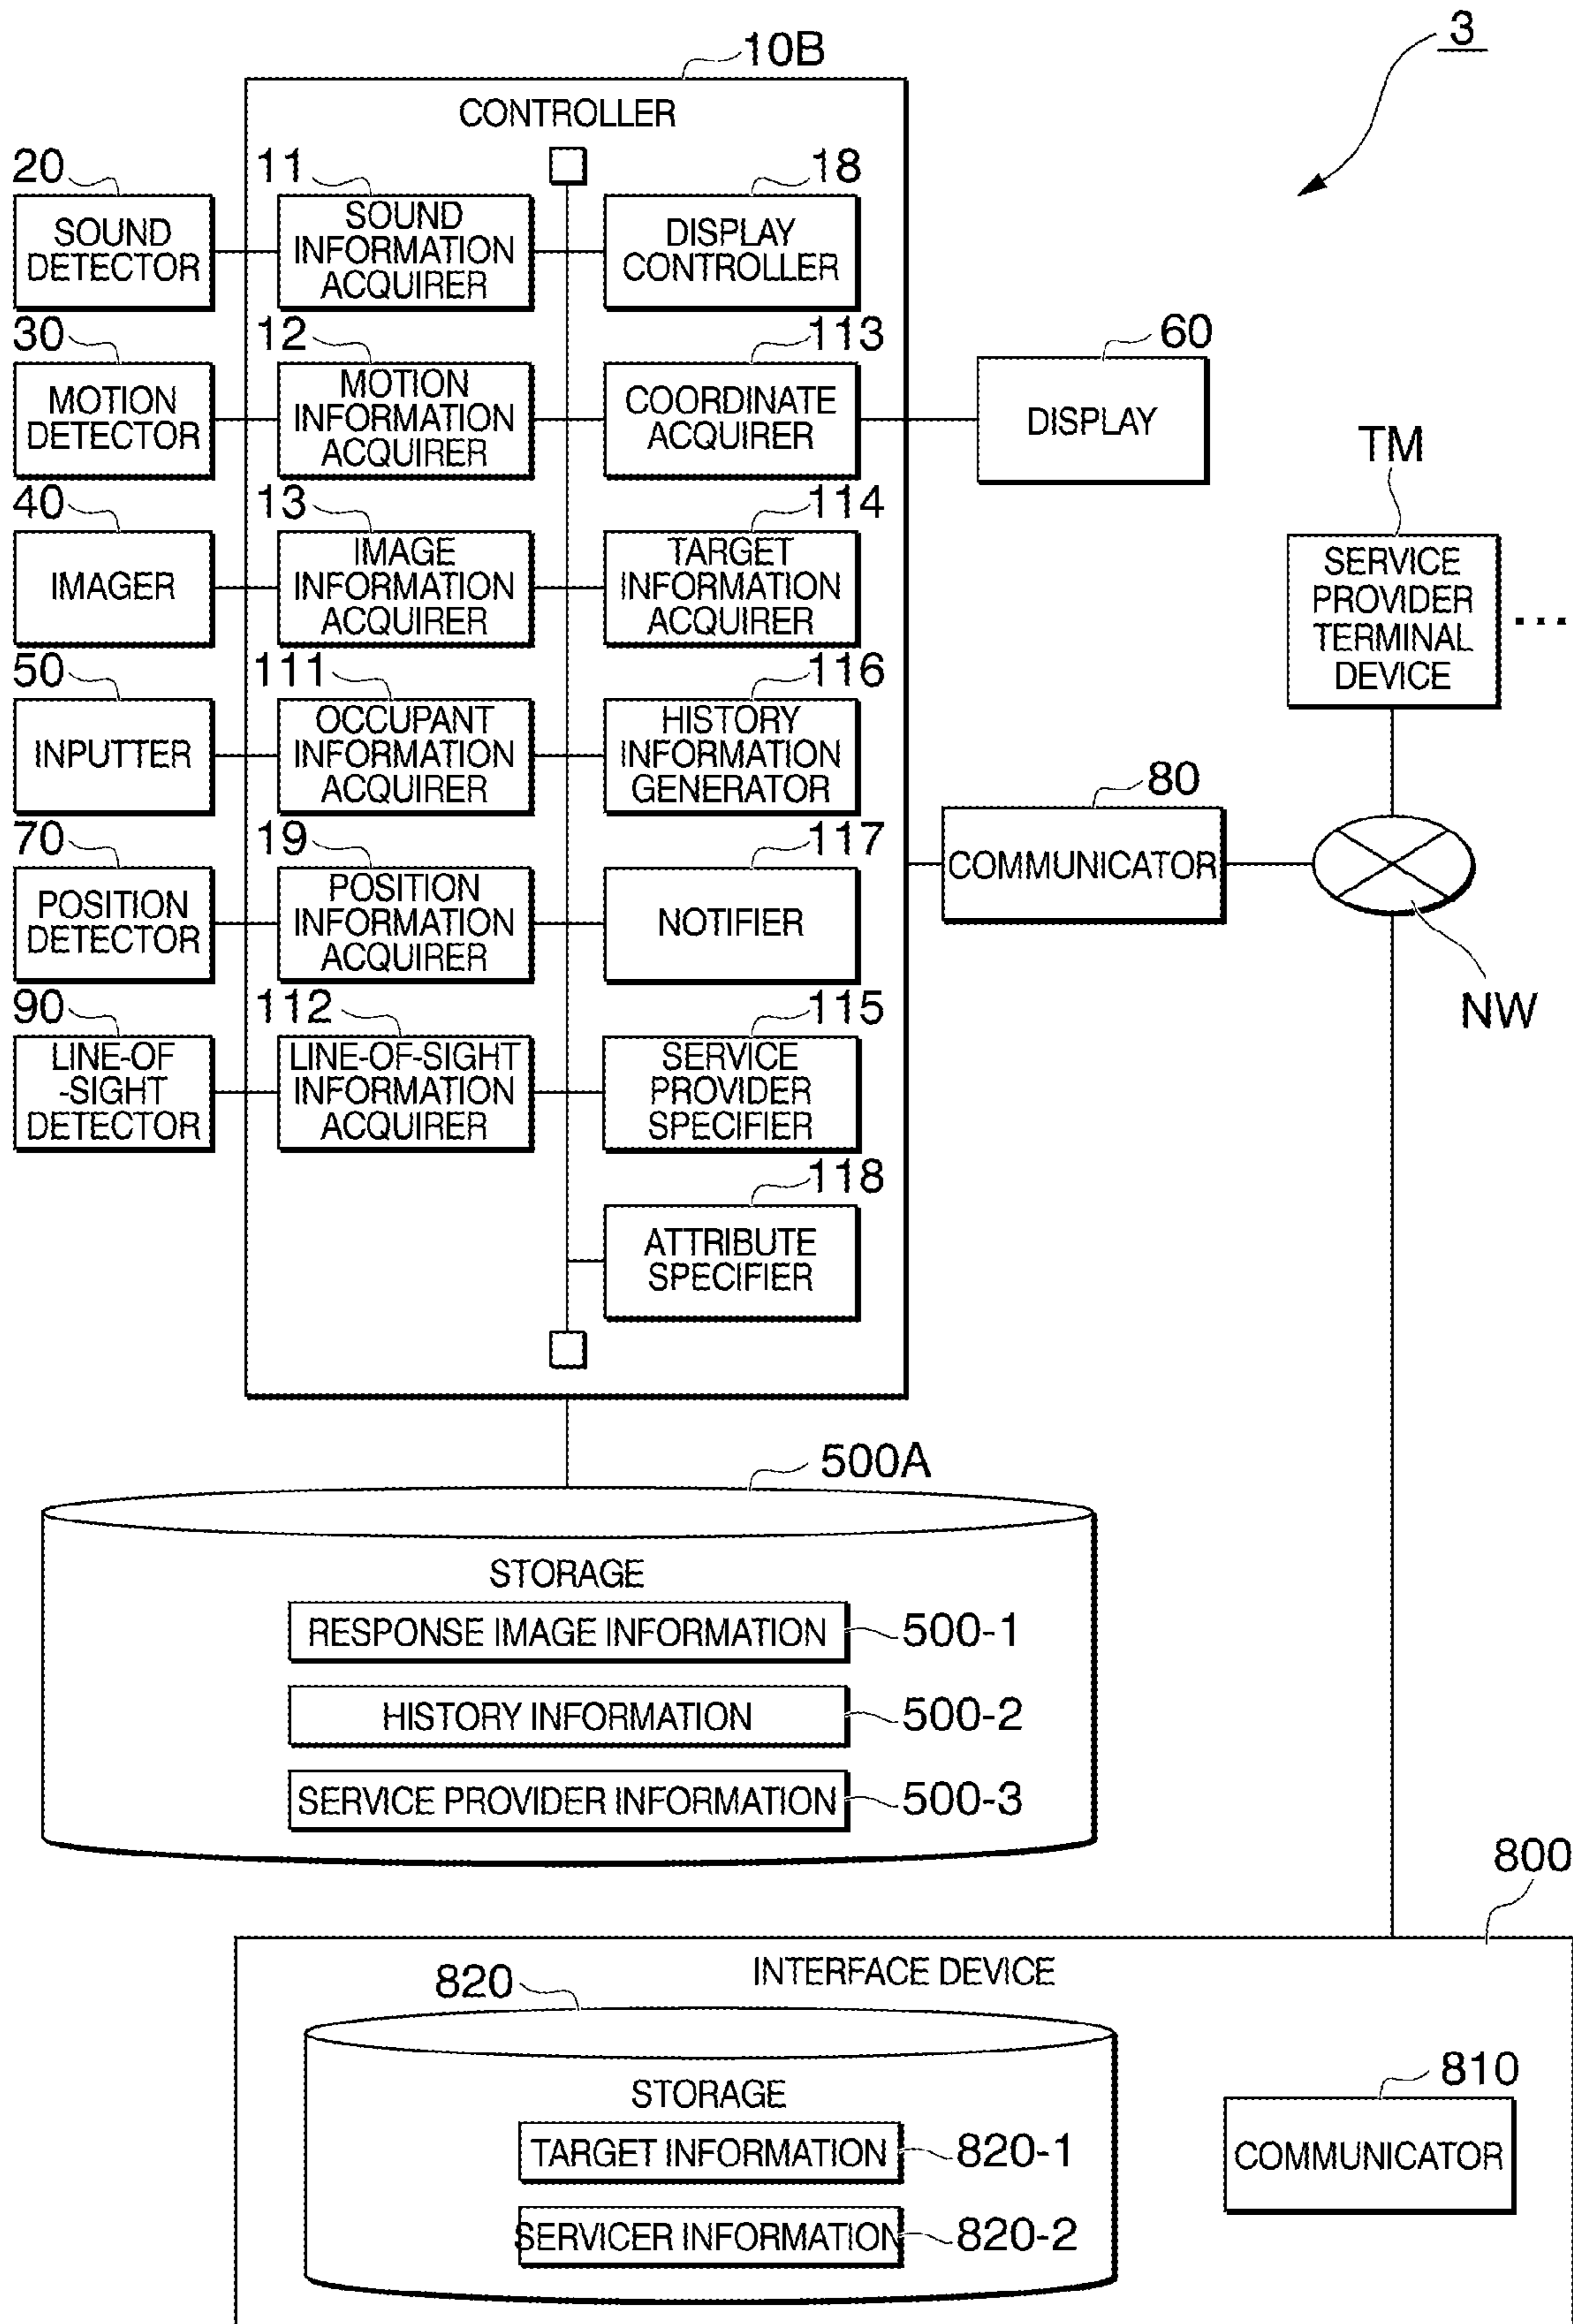 3
10B
CONTROLLER
20
11
18
SOUND
DETECTOR
SOUND
INFORMATION
ACQUIRER
DISPLAY
CONTROLLER
30
12
113
60
MOTION
DETECTOR
MOTION
INFORMATION
ACQUIRER
COORDINATE
ACQUIRER
DISPLAY
TM
40
13
114
IMAGER
IMAGE
INFORMATION
ACQUIRER
TARGET
INFORMATION
ACQUIRER
SERVICE
PROVIDER
TERMINAL
DEVICE
...
50
111
116
INPUTTER
OCCUPANT
INFORMATION
ACQUIRER
HISTORY
INFORMATION
GENERATOR
80
COMMUNICATOR
70
19
117
POSITION
DETECTOR
POSITION
INFORMATION
ACQUIRER
NOTIFIER
NW
90
112
115
LINE-OF
-SIGHT
DETECTOR
LINE-OF-SIGHT
INFORMATION
ACQUIRER
SERVICE
PROVIDER
SPECIFIER
118
ATTRIBUTE
SPECIFIER
500A
STORAGE
RESPONSE IMAGE INFORMATION 500-1
HISTORY INFORMATION 500-2
SERVICE PROVIDER INFORMATION 500-3
800
INTERFACE DEVICE
820
STORAGE
810
TARGET INFORMATION 820-1
COMMUNICATOR
SERVICER INFORMATION 820-2